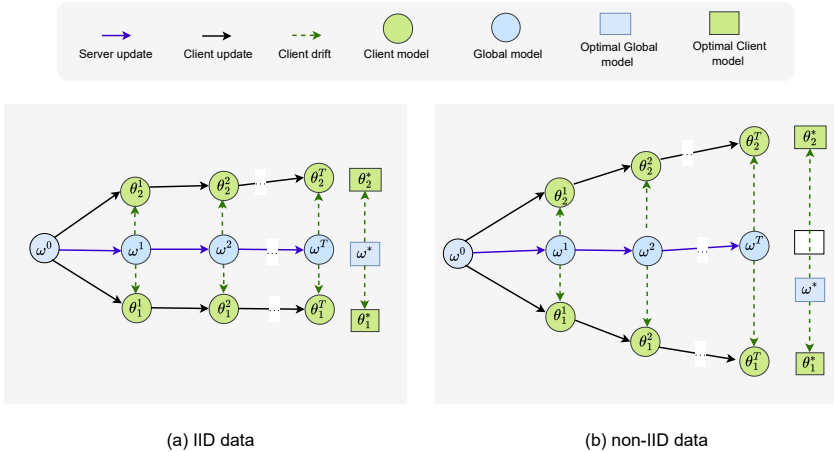 Server update
Client update
Client drift
Client model
Global model
Optimal Global
model
Optimal Client
model
θ₂¹ θ₂² ... θ₂ᵀ θ₂*
ω⁰ ω¹ ω² ... ωᵀ ω*
θ₁¹ θ₁² ... θ₁ᵀ θ₁*
(a) IID data
θ₂¹ θ₂² ... θ₂ᵀ θ₂*
ω⁰ ω¹ ω² ... ωᵀ
ω*
θ₁¹ θ₁² ... θ₁ᵀ θ₁*
(b) non-IID data